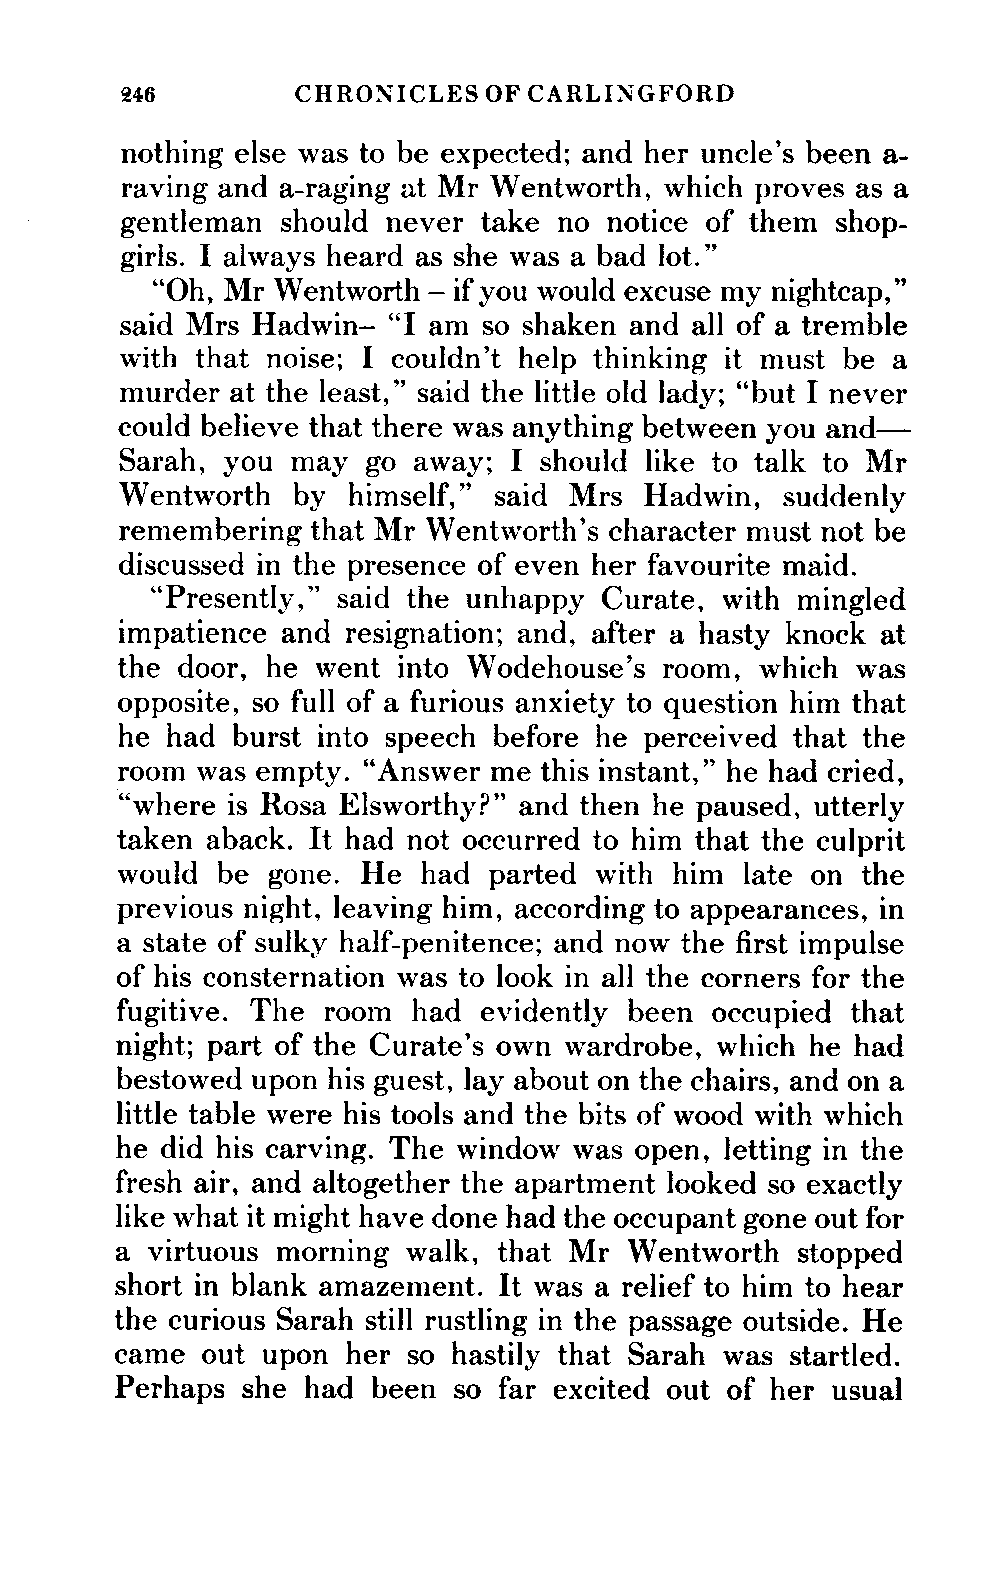 246 CHRONICLES OF CARLINGFORD
nothing else was to be expected; and her uncle's been a-
raving and a-raging at Mr Wentworth, which proves as a
gentleman should never take no notice of them shop-
girls. I always heard as she was a bad lot.”
“Oh, Mr Wentworth – if you would excuse my nightcap,”
said Mrs Hadwin– “I am so shaken and all of a tremble
with that noise; I couldn't help thinking it must be a
murder at the least,” said the little old lady; “but I never
could believe that there was anything between you and—
Sarah, you may go away; I should like to talk to Mr
Wentworth by himself,” said Mrs Hadwin, suddenly
remembering that Mr Wentworth's character must not be
discussed in the presence of even her favourite maid.
“Presently,” said the unhappy Curate, with mingled
impatience and resignation; and, after a hasty knock at
the door, he went into Wodehouse's room, which was
opposite, so full of a furious anxiety to question him that
he had burst into speech before he perceived that the
room was empty. “Answer me this instant,” he had cried,
“where is Rosa Elsworthy?” and then he paused, utterly
taken aback. It had not occurred to him that the culprit
would be gone. He had parted with him late on the
previous night, leaving him, according to appearances, in
a state of sulky half-penitence; and now the first impulse
of his consternation was to look in all the corners for the
fugitive. The room had evidently been occupied that
night; part of the Curate's own wardrobe, which he had
bestowed upon his guest, lay about on the chairs, and on a
little table were his tools and the bits of wood with which
he did his carving. The window was open, letting in the
fresh air, and altogether the apartment looked so exactly
like what it might have done had the occupant gone out for
a virtuous morning walk, that Mr Wentworth stopped
short in blank amazement. It was a relief to him to hear
the curious Sarah still rustling in the passage outside. He
came out upon her so hastily that Sarah was startled.
Perhaps she had been so far excited out of her usual